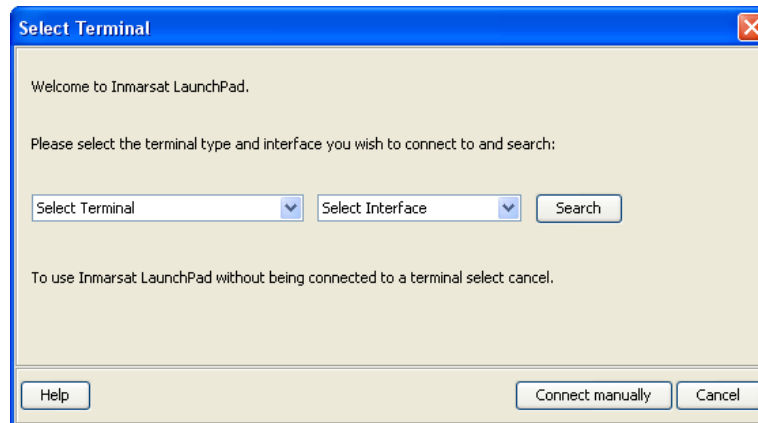 Select Terminal
Welcome to Inmarsat LaunchPad.
Please select the terminal type and interface you wish to connect to and search:
Select Terminal Select Interface Search
To use Inmarsat LaunchPad without being connected to a terminal select cancel.
Help Connect manually Cancel